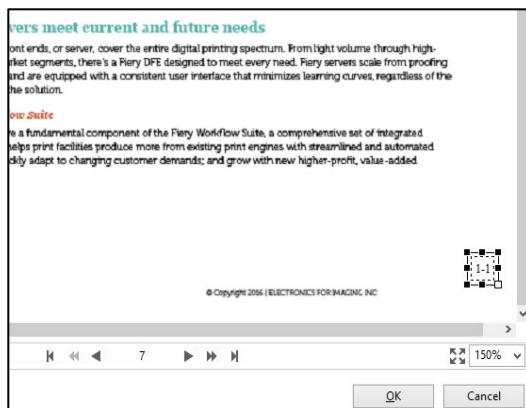 vers meet current and future needs
ont ends, or server, cover the entire digital printing spectrum. From light volume through high-
rket segments, there's a Fiery DFE designed to meet every need. Fiery servers scale from proofing
and are equipped with a consistent user interface that minimizes learning curves, regardless of the
he solution.
ow Suite
re a fundamental component of the Fiery Workflow Suite, a comprehensive set of integrated
helps print facilities produce more from existing print engines with streamlined and automated
ckly adapt to changing customer demands; and grow with new higher-profit, value-added
1-1
© Copyright 2016 | ELECTRONICS FOR IMAGING, INC
7
150%
OK
Cancel